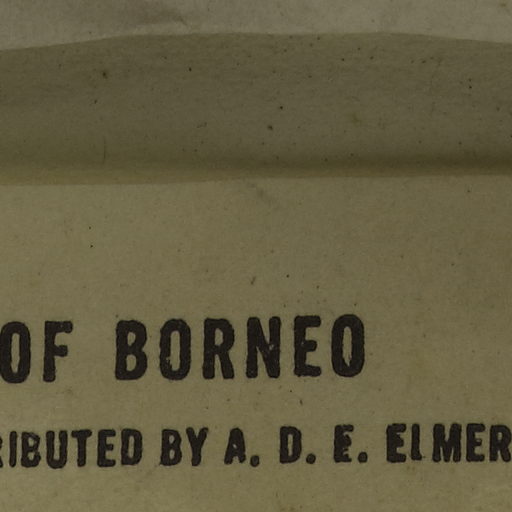 OF BORNEO
RIBUTED BY A. D. E. ElMER